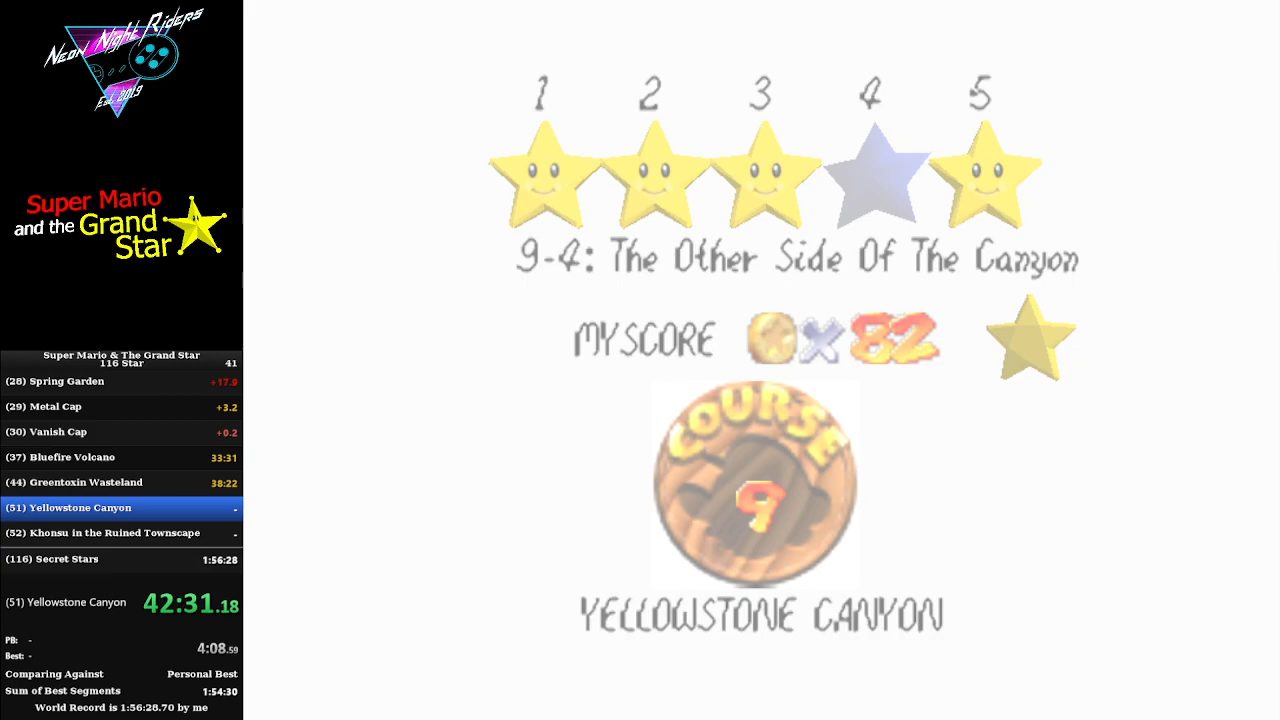 Neon Night Riders
Est. 2019
Super Mario
and the Grand
Star
Super Mario & The Grand Star
116 Star 41
(28) Spring Garden +17.9
(29) Metal Cap +3.2
(30) Vanish Cap +0.2
(37) Bluefire Volcano 33:31
(44) Greentoxin Wasteland 38:22
(51) Yellowstone Canyon -
(52) Khonsu in the Ruined Townscape -
(116) Secret Stars 1:56:28
(51) Yellowstone Canyon 42:31.18
PB: -
4:08.59
Best: -
Comparing Against Personal Best
Sum of Best Segments 1:54:30
World Record is 1:56:28.70 by me
1 2 3 4 5
9-4: The Other Side Of The Canyon
MY SCORE × 82
COURSE
9
YELLOWSTONE CANYON